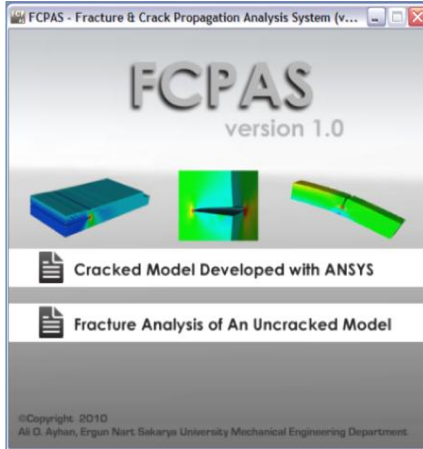 FCPAS - Fracture & Crack Propagation Analysis System (v...
FCPAS
version 1.0
Cracked Model Developed with ANSYS
Fracture Analysis of An Uncracked Model
©Copyright 2010
Ali O. Ayhan, Ergun Nart Sakarya University Mechanical Engineering Department